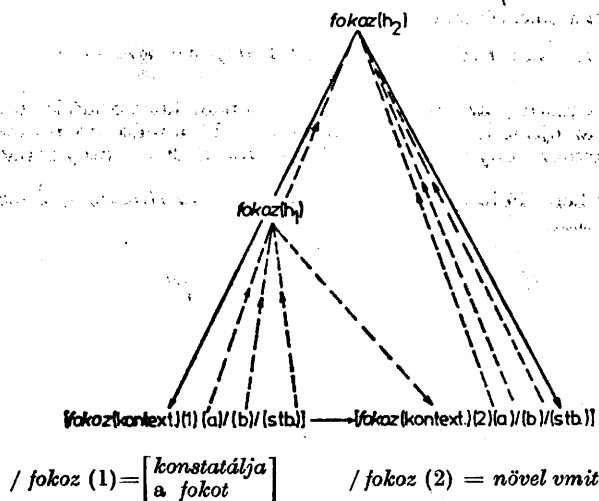 fokoz(h₂)
fokoz(h₁)
[fokoz(kontext.)(1) (a)/(b)/(stb.)] → [fokoz(kontext.)(2)(a)/(b)/(stb.)]
/ fokoz (1) = [konstatálja / fokoz (2) = növel vmit
a fokot]